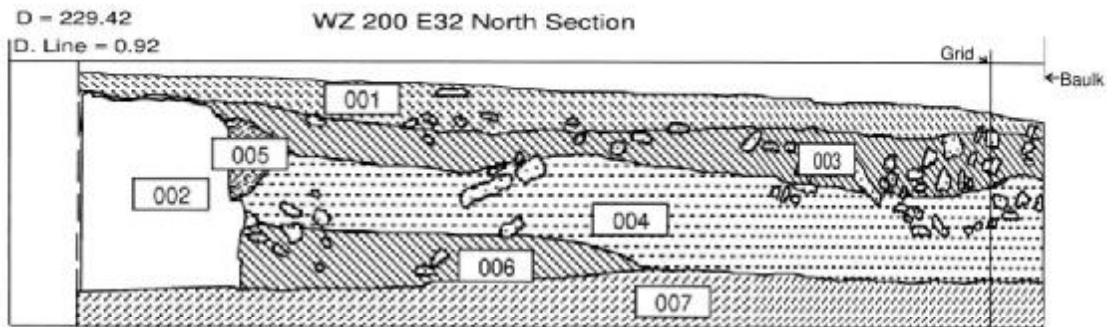 D = 229.42
WZ 200 E32 North Section
D. Line = 0.92
Grid
Baulk
001
005
003
002
004
006
007